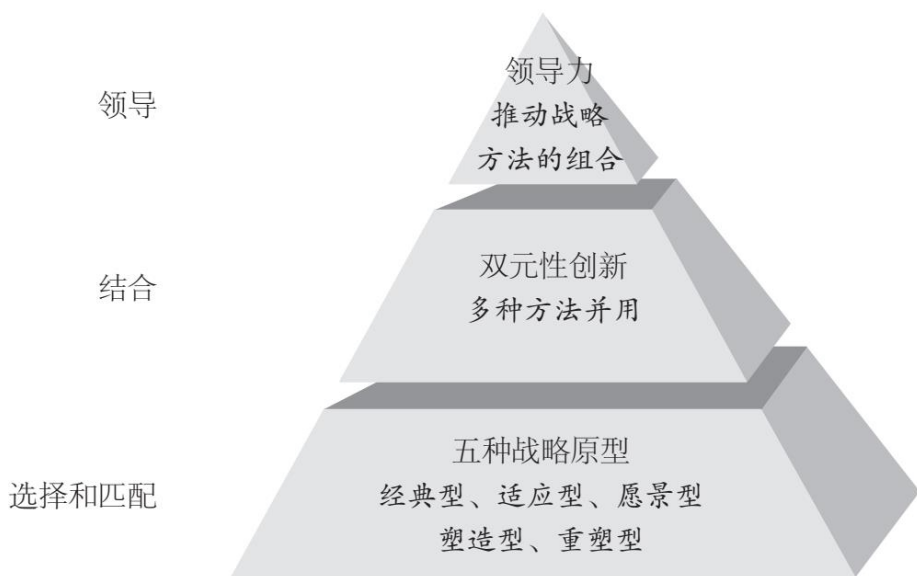 领导
领导力
推动战略
方法的组合
结合
双元性创新
多种方法并用
选择和匹配
五种战略原型
经典型、适应型、愿景型
塑造型、重塑型